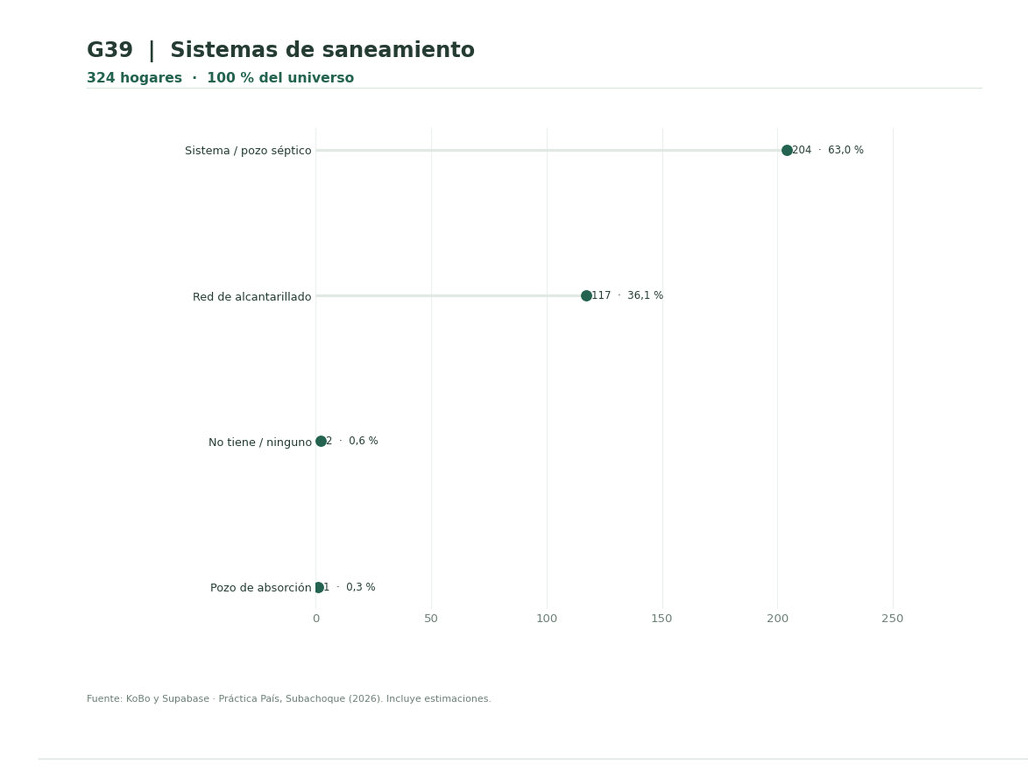 G39 | Sistemas de saneamiento
324 hogares · 100 % del universo
Sistema / pozo séptico 204 · 63,0 %
Red de alcantarillado 117 · 36,1 %
No tiene / ninguno 2 · 0,6 %
Pozo de absorción 1 · 0,3 %
0 50 100 150 200 250
Fuente: KoBo y Supabase · Práctica País, Subachoque (2026). Incluye estimaciones.